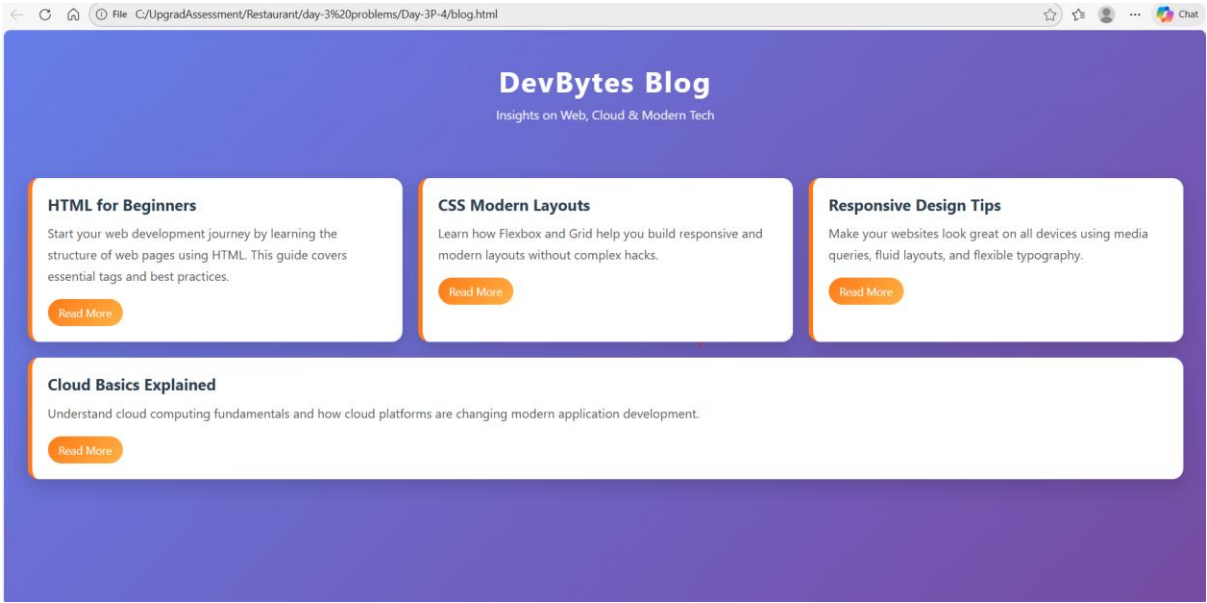 File C:/UpgradAssessment/Restaurant/day-3%20problems/Day-3P-4/blog.html
Chat
DevBytes Blog
Insights on Web, Cloud & Modern Tech
HTML for Beginners
Start your web development journey by learning the
structure of web pages using HTML. This guide covers
essential tags and best practices.
Read More
CSS Modern Layouts
Learn how Flexbox and Grid help you build responsive and
modern layouts without complex hacks.
Read More
Responsive Design Tips
Make your websites look great on all devices using media
queries, fluid layouts, and flexible typography.
Read More
Cloud Basics Explained
Understand cloud computing fundamentals and how cloud platforms are changing modern application development.
Read More